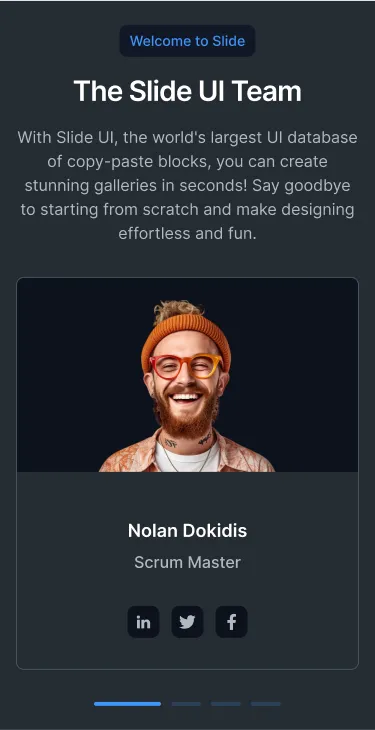 Welcome to Slide
The Slide UI Team
With Slide UI, the world's largest UI database
of copy-paste blocks, you can create
stunning galleries in seconds! Say goodbye
to starting from scratch and make designing
effortless and fun.
Nolan Dokidis
Scrum Master
in
f